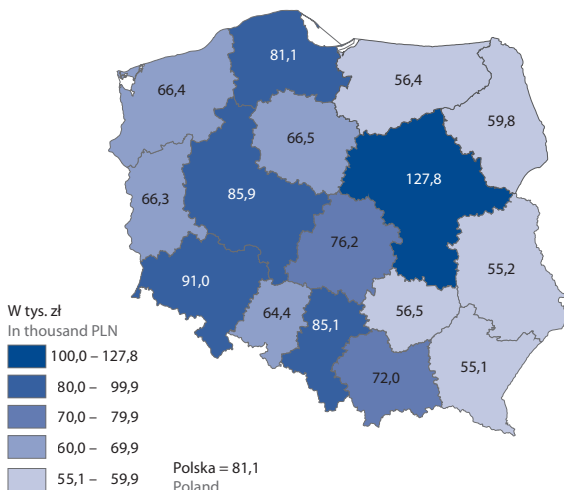 81,1
56,4
66,4
59,8
66,5
127,8
85,9
66,3
76,2
55,2
91,0
64,4
56,5
85,1
55,1
72,0
W tys. zł
In thousand PLN
100,0 – 127,8
80,0 – 99,9
70,0 – 79,9
60,0 – 69,9
55,1 – 59,9
Polska = 81,1
Poland